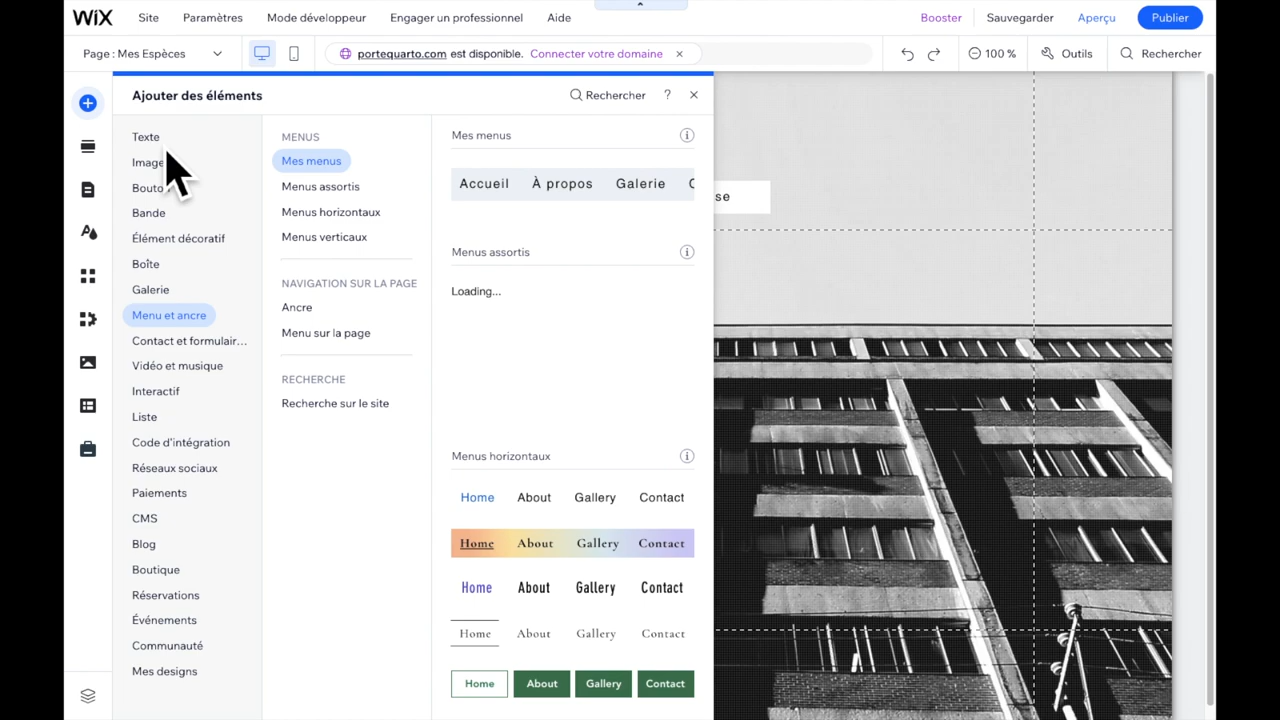 WiX Site Paramètres Mode développeur Engager un professionnel Aide Booster Sauvegarder Aperçu Publier
Page : Mes Espèces portequarto.com est disponible. Connecter votre domaine 100 % Outils Rechercher
Ajouter des éléments Rechercher ?
Texte
Image
Bouto
Bande
Élément décoratif
Boîte
Galerie
Menu et ancre
Contact et formulair...
Vidéo et musique
Interactif
Liste
Code d'intégration
Réseaux sociaux
Paiements
CMS
Blog
Boutique
Réservations
Événements
Communauté
Mes designs
MENUS
Mes menus
Menus assortis
Menus horizontaux
Menus verticaux
NAVIGATION SUR LA PAGE
Ancre
Menu sur la page
RECHERCHE
Recherche sur le site
Mes menus
Accueil À propos Galerie
Menus assortis
Loading...
Menus horizontaux
Home About Gallery Contact
Home About Gallery Contact
Home About Gallery Contact
Home About Gallery Contact
Home About Gallery Contact
se